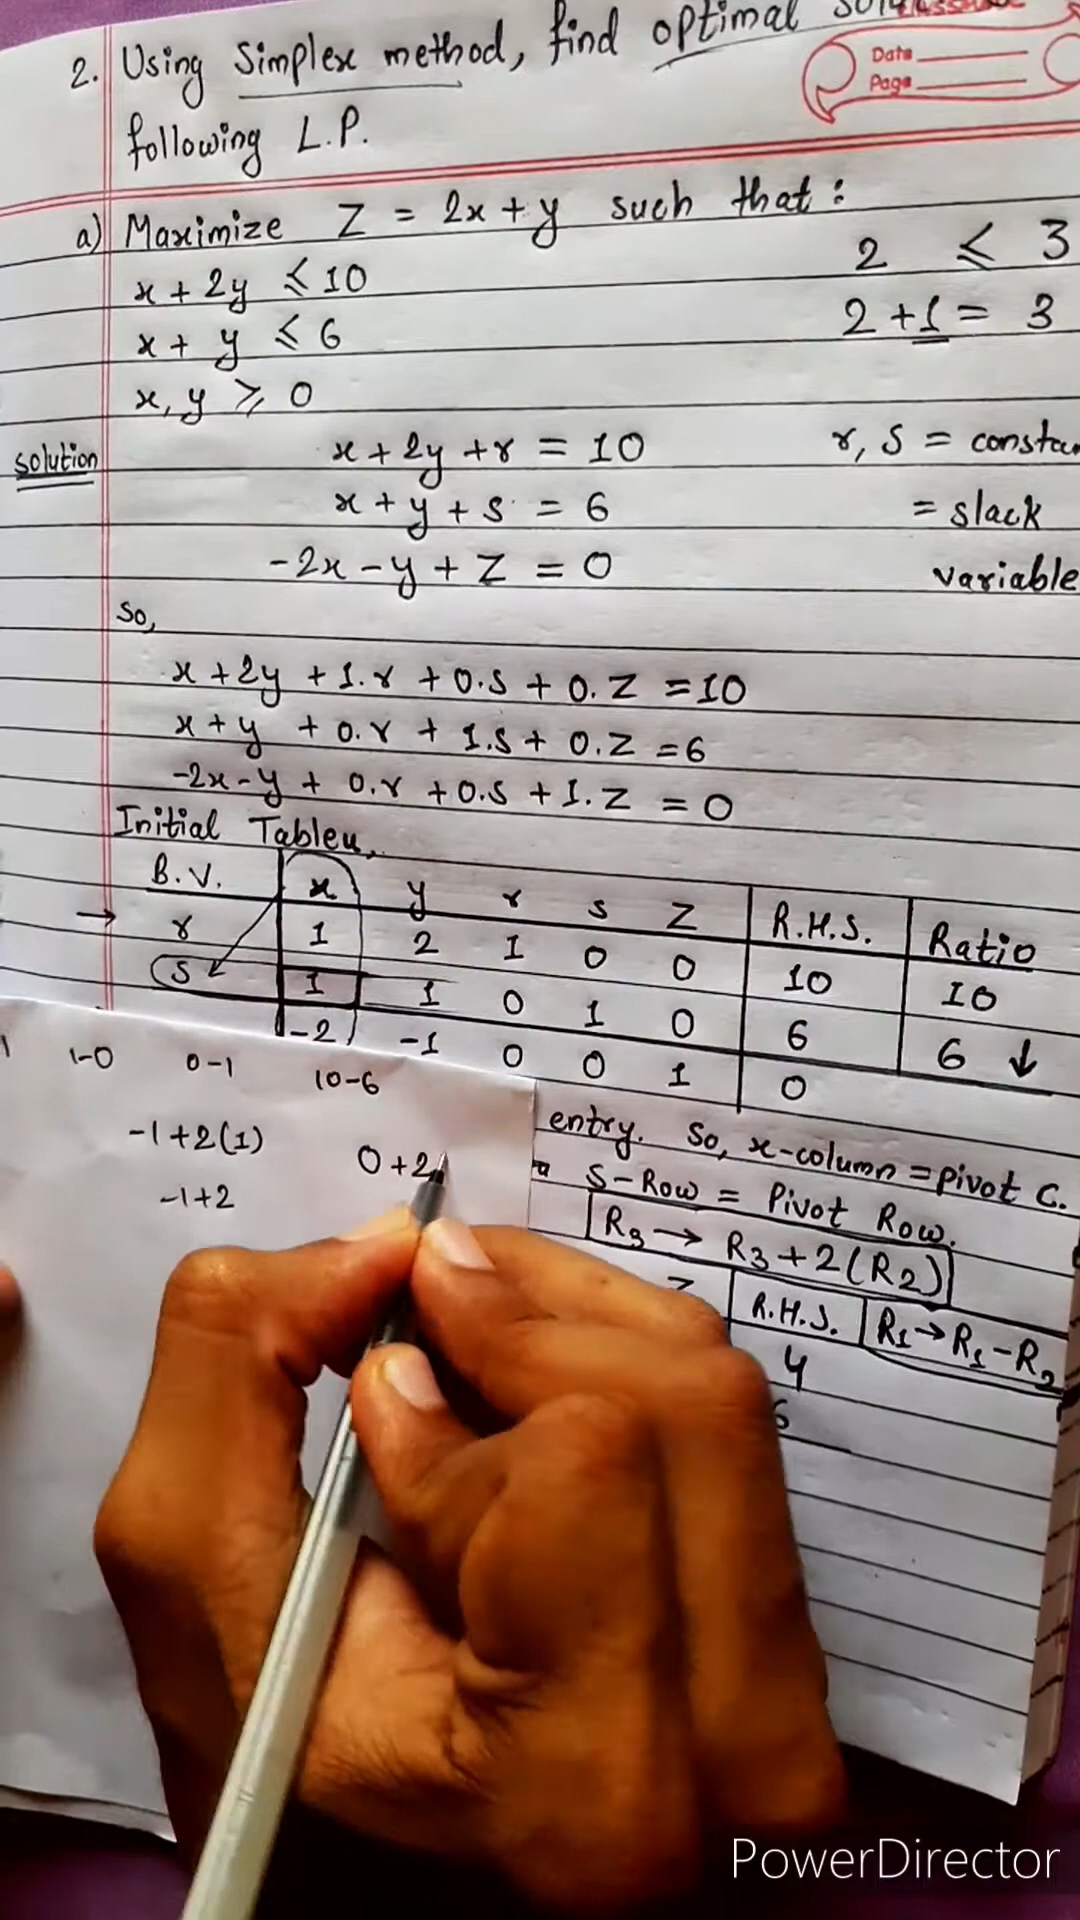 2. Using Simplex method, find optimal
Date
Page
following L.P.
a) Maximize Z = 2x + y such that :
x + 2y ⩽ 10
2 ⩽ 3
x + y ⩽ 6
2 + 1 = 3
x, y ⩾ 0
solution
x + 2y + r = 10
r, s =
x + y + s = 6
= slack
-2x - y + Z = 0
variable
So,
x + 2y + 1.r + 0.s + 0.Z = 10
x + y + 0.r + 1.s + 0.Z = 6
-2x - y + 0.r + 0.s + 1.Z = 0
Initial Tableu,
B.V. x y r s Z R.H.S. Ratio
→ r 1 2 1 0 0 10 10
s 1 1 0 1 0 6 6 ↓
-2 -1 0 0 1 0
1-0 0-1 10-6
-1+2(1) 0+2
-1+2
entry. So, x-column = pivot C.
S-Row = Pivot Row.
R3 → R3 + 2(R2)
R.H.S. R1 → R1 - R2
4
6
PowerDirector